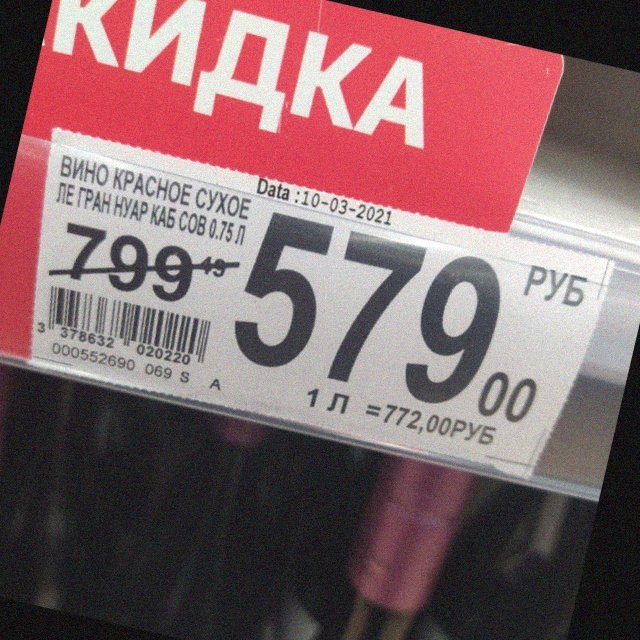 КИДКА
Data :10-03-2021
ВИНО КРАСНОЕ СУХОЕ
ЛЕ ГРАН НУАР КАБ СОВ 0.75 Л
799 49
579 00
РУБ
3 378632 020220
000552690 069 S A
1 Л =772,00РУБ